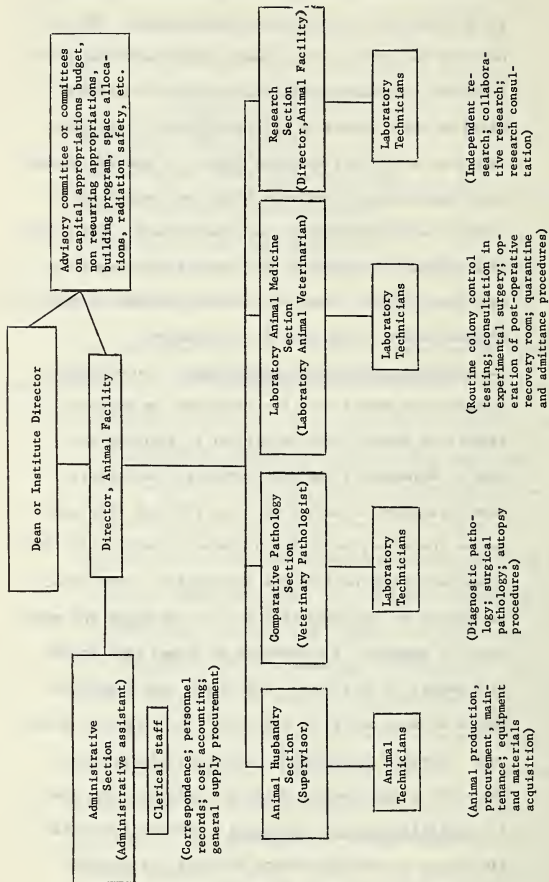 Dean or Institute Director
Advisory committee or committees
on capital appropriations budget,
non recurring appropriations,
building program, space alloca-
tions, radiation safety, etc.
Director, Animal Facility
Administrative
Section
(Administrative assistant)
Clerical staff
(Correspondence; personnel
records; cost accounting;
general supply procurement)
Animal Husbandry
Section
(Supervisor)
Animal
Technicians
(Animal production,
procurement, main-
tenance; equipment
and materials
acquisition)
Comparative Pathology
Section
(Veterinary Pathologist)
Laboratory
Technicians
(Diagnostic patho-
logy; surgical
pathology; autopsy
procedures)
Laboratory Animal Medicine
Section
(Laboratory Animal Veterinarian)
Laboratory
Technicians
(Routine colony control
testing; consultation in
experimental surgery; op-
eration of post-operative
recovery room; quarantine
and admittance procedures)
Research
Section
(Director, Animal Facility)
Laboratory
Technicians
(Independent re-
search; collabora-
tive research;
research consul-
tation)